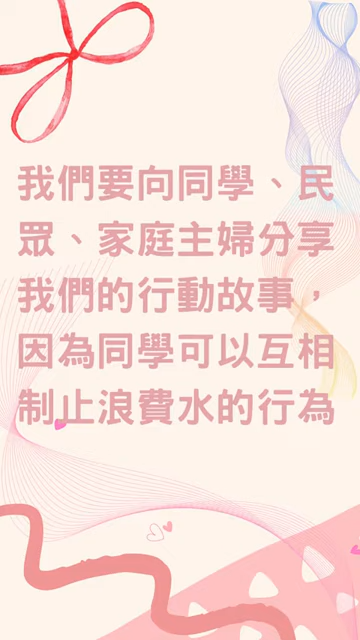 我們要向同學、民
眾、家庭主婦分享
我們的行動故事，
因為同學可以互相
制止浪費水的行為